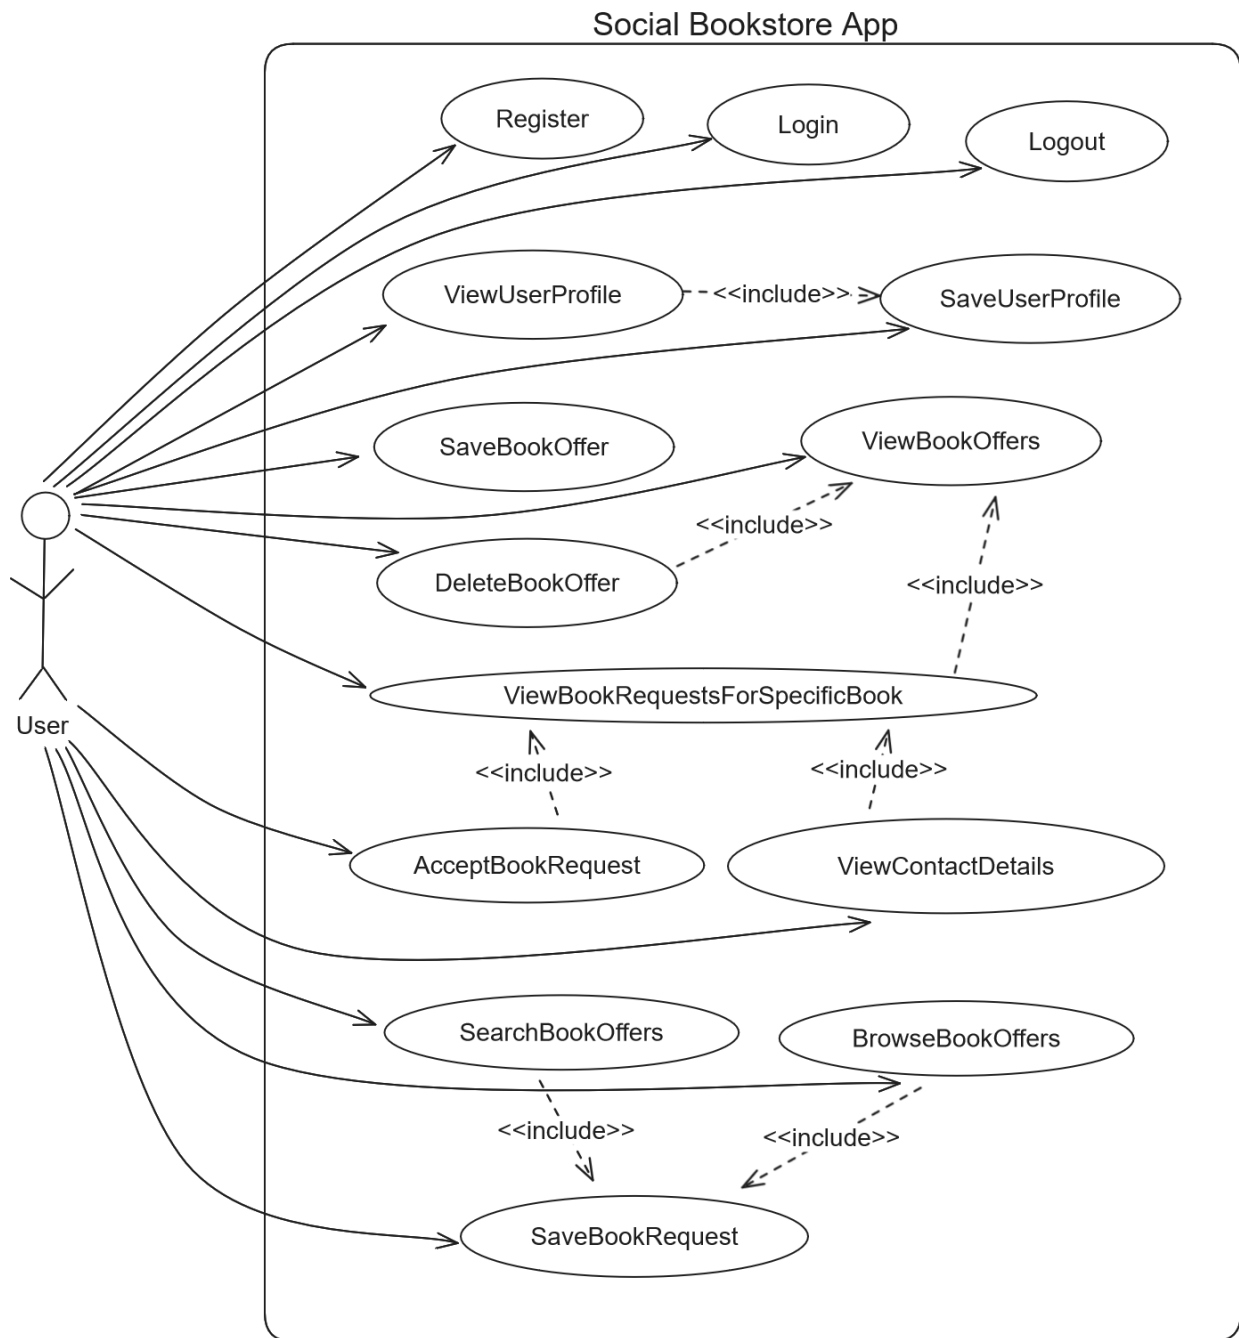 Social Bookstore App
Register
Login
Logout
ViewUserProfile
<<include>>
SaveUserProfile
SaveBookOffer
ViewBookOffers
<<include>>
DeleteBookOffer
<<include>>
ViewBookRequestsForSpecificBook
User
<<include>>
<<include>>
AcceptBookRequest
ViewContactDetails
SearchBookOffers
BrowseBookOffers
<<include>>
<<include>>
SaveBookRequest